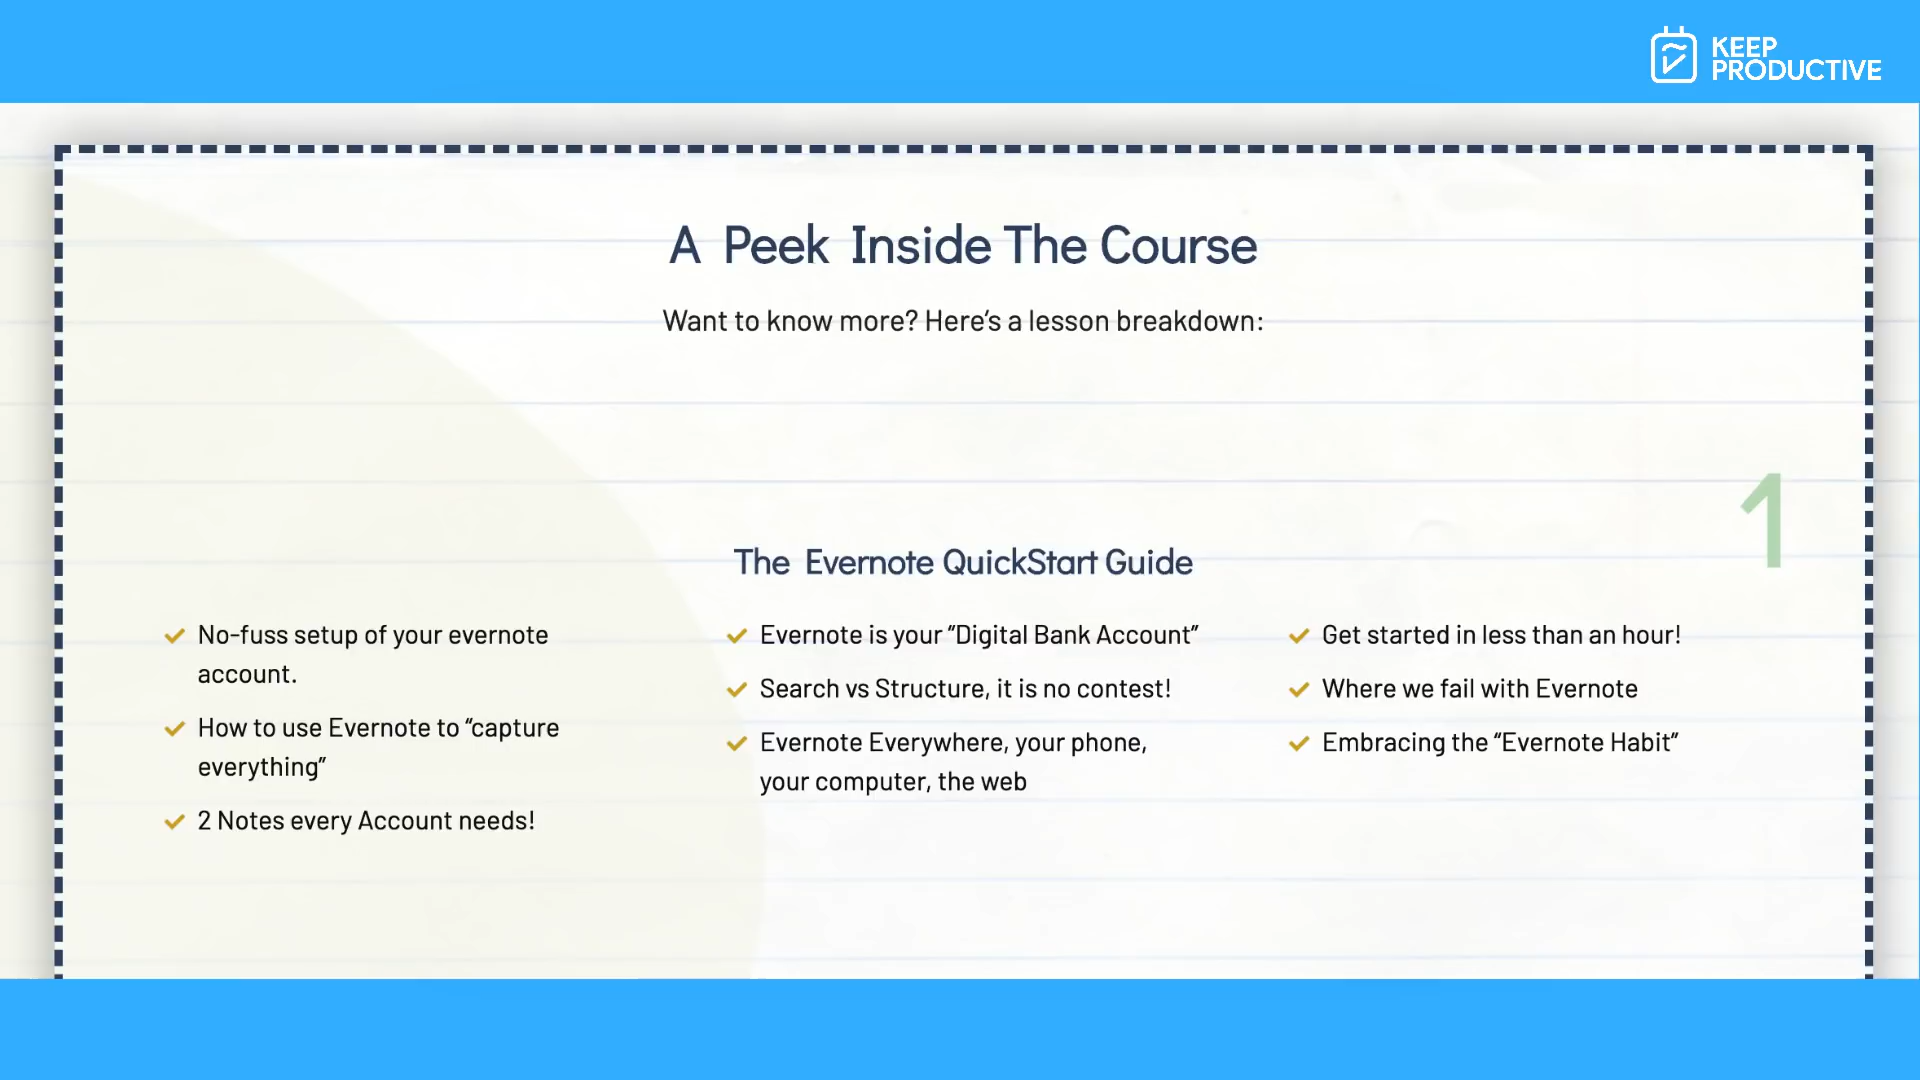 KEEP
PRODUCTIVE
A Peek Inside The Course
Want to know more? Here's a lesson breakdown:
1
The Evernote QuickStart Guide
No-fuss setup of your evernote
account.
How to use Evernote to “capture
everything”
2 Notes every Account needs!
Evernote is your “Digital Bank Account”
Search vs Structure, it is no contest!
Evernote Everywhere, your phone,
your computer, the web
Get started in less than an hour!
Where we fail with Evernote
Embracing the “Evernote Habit”